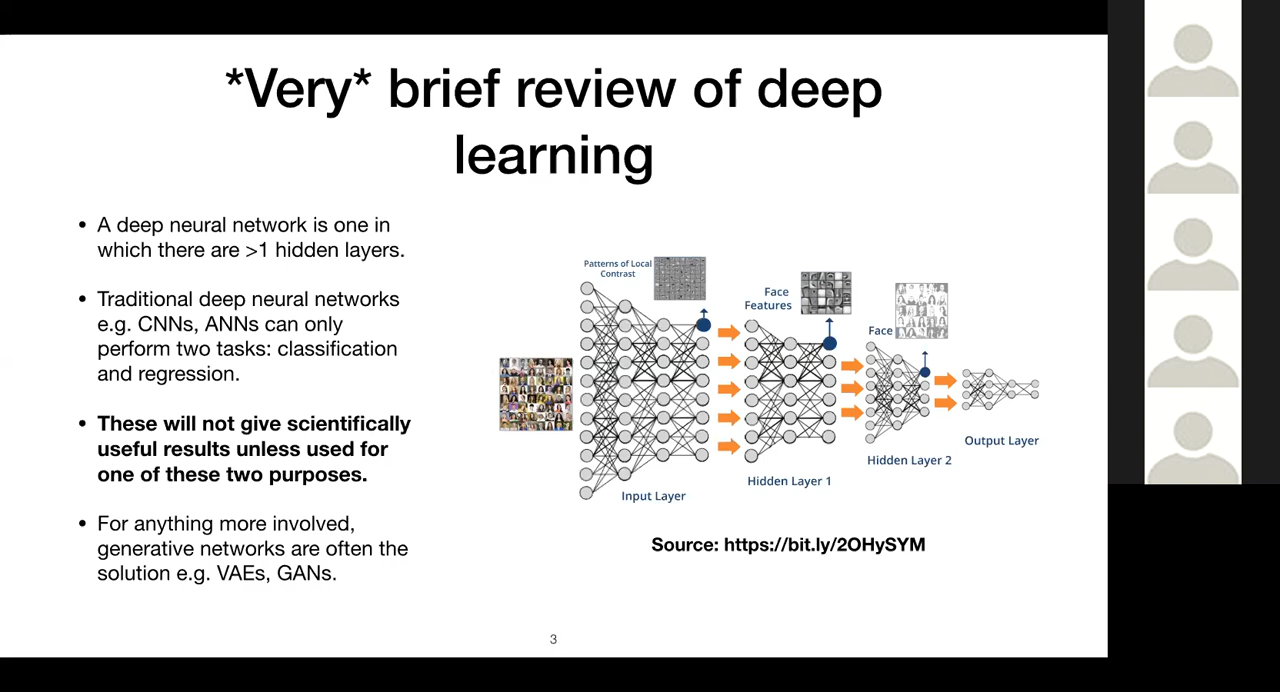 *Very* brief review of deep
learning
• A deep neural network is one in
which there are >1 hidden layers.
• Traditional deep neural networks
e.g. CNNs, ANNs can only
perform two tasks: classification
and regression.
• These will not give scientifically
useful results unless used for
one of these two purposes.
• For anything more involved,
generative networks are often the
solution e.g. VAEs, GANs.
Patterns of Local
Contrast
Face
Features
Face
Input Layer
Hidden Layer 1
Hidden Layer 2
Output Layer
Source: https://bit.ly/2OHySYM
3